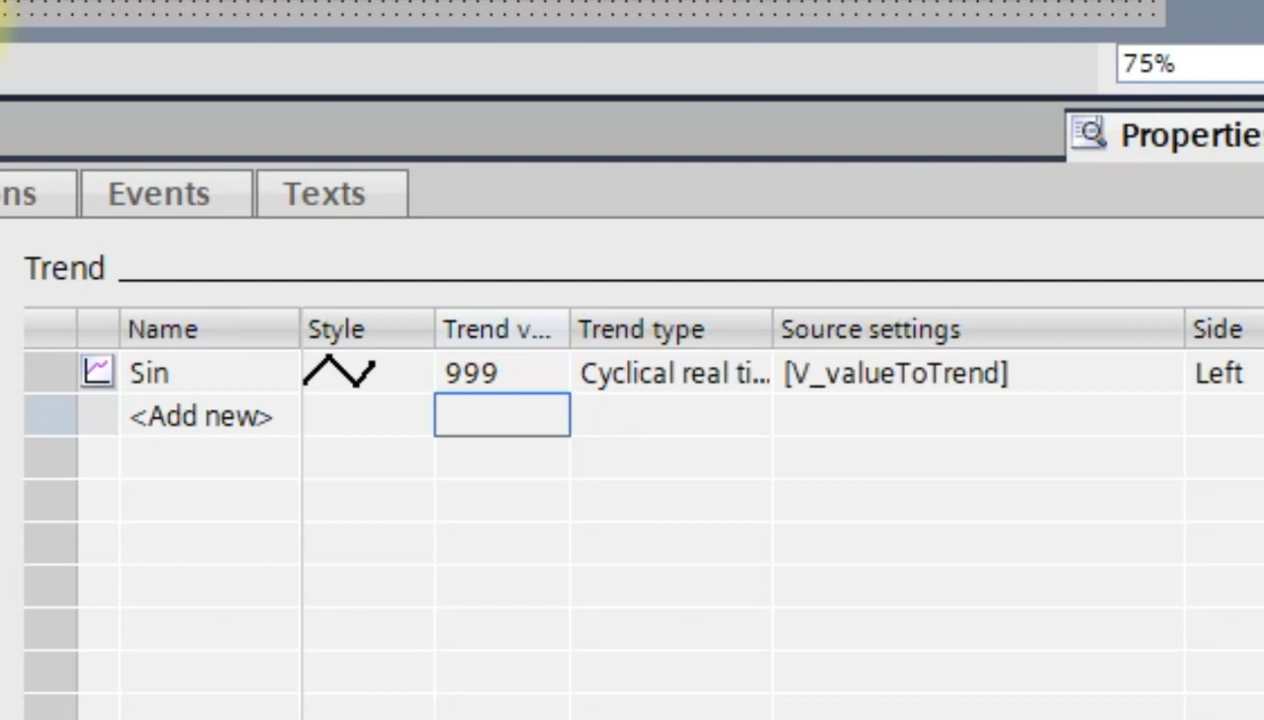 75%
Propertie
ns Events Texts
Trend
Name Style Trend v... Trend type Source settings Side
Sin 999 Cyclical real ti... [V_valueToTrend] Left
<Add new>